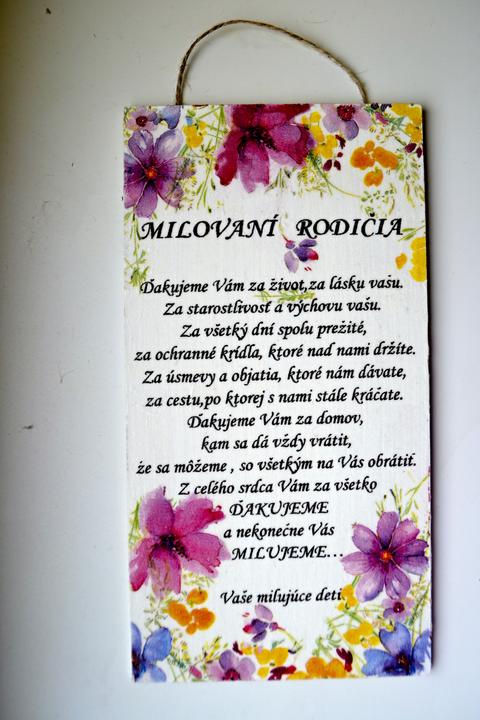 MILOVANÍ RODIČIA
Ďakujeme Vám za život,za lásku vašu.
Za starostlivosť a výchovu vašu.
Za všetký dní spolu prežité,
za ochranné krídla, ktoré nad nami držíte.
Za úsmevy a objatia, ktoré nám dávate,
za cestu,po ktorej s nami stále kráčate.
Ďakujeme Vám za domov,
kam sa dá vždy vrátit,
že sa môžeme , so všetkým na Vás obrátiť.
Z celého srdca Vám za všetko
ĎAKUJEME
a nekonečne Vás
MILUJEME...
Vaše milujúce deti